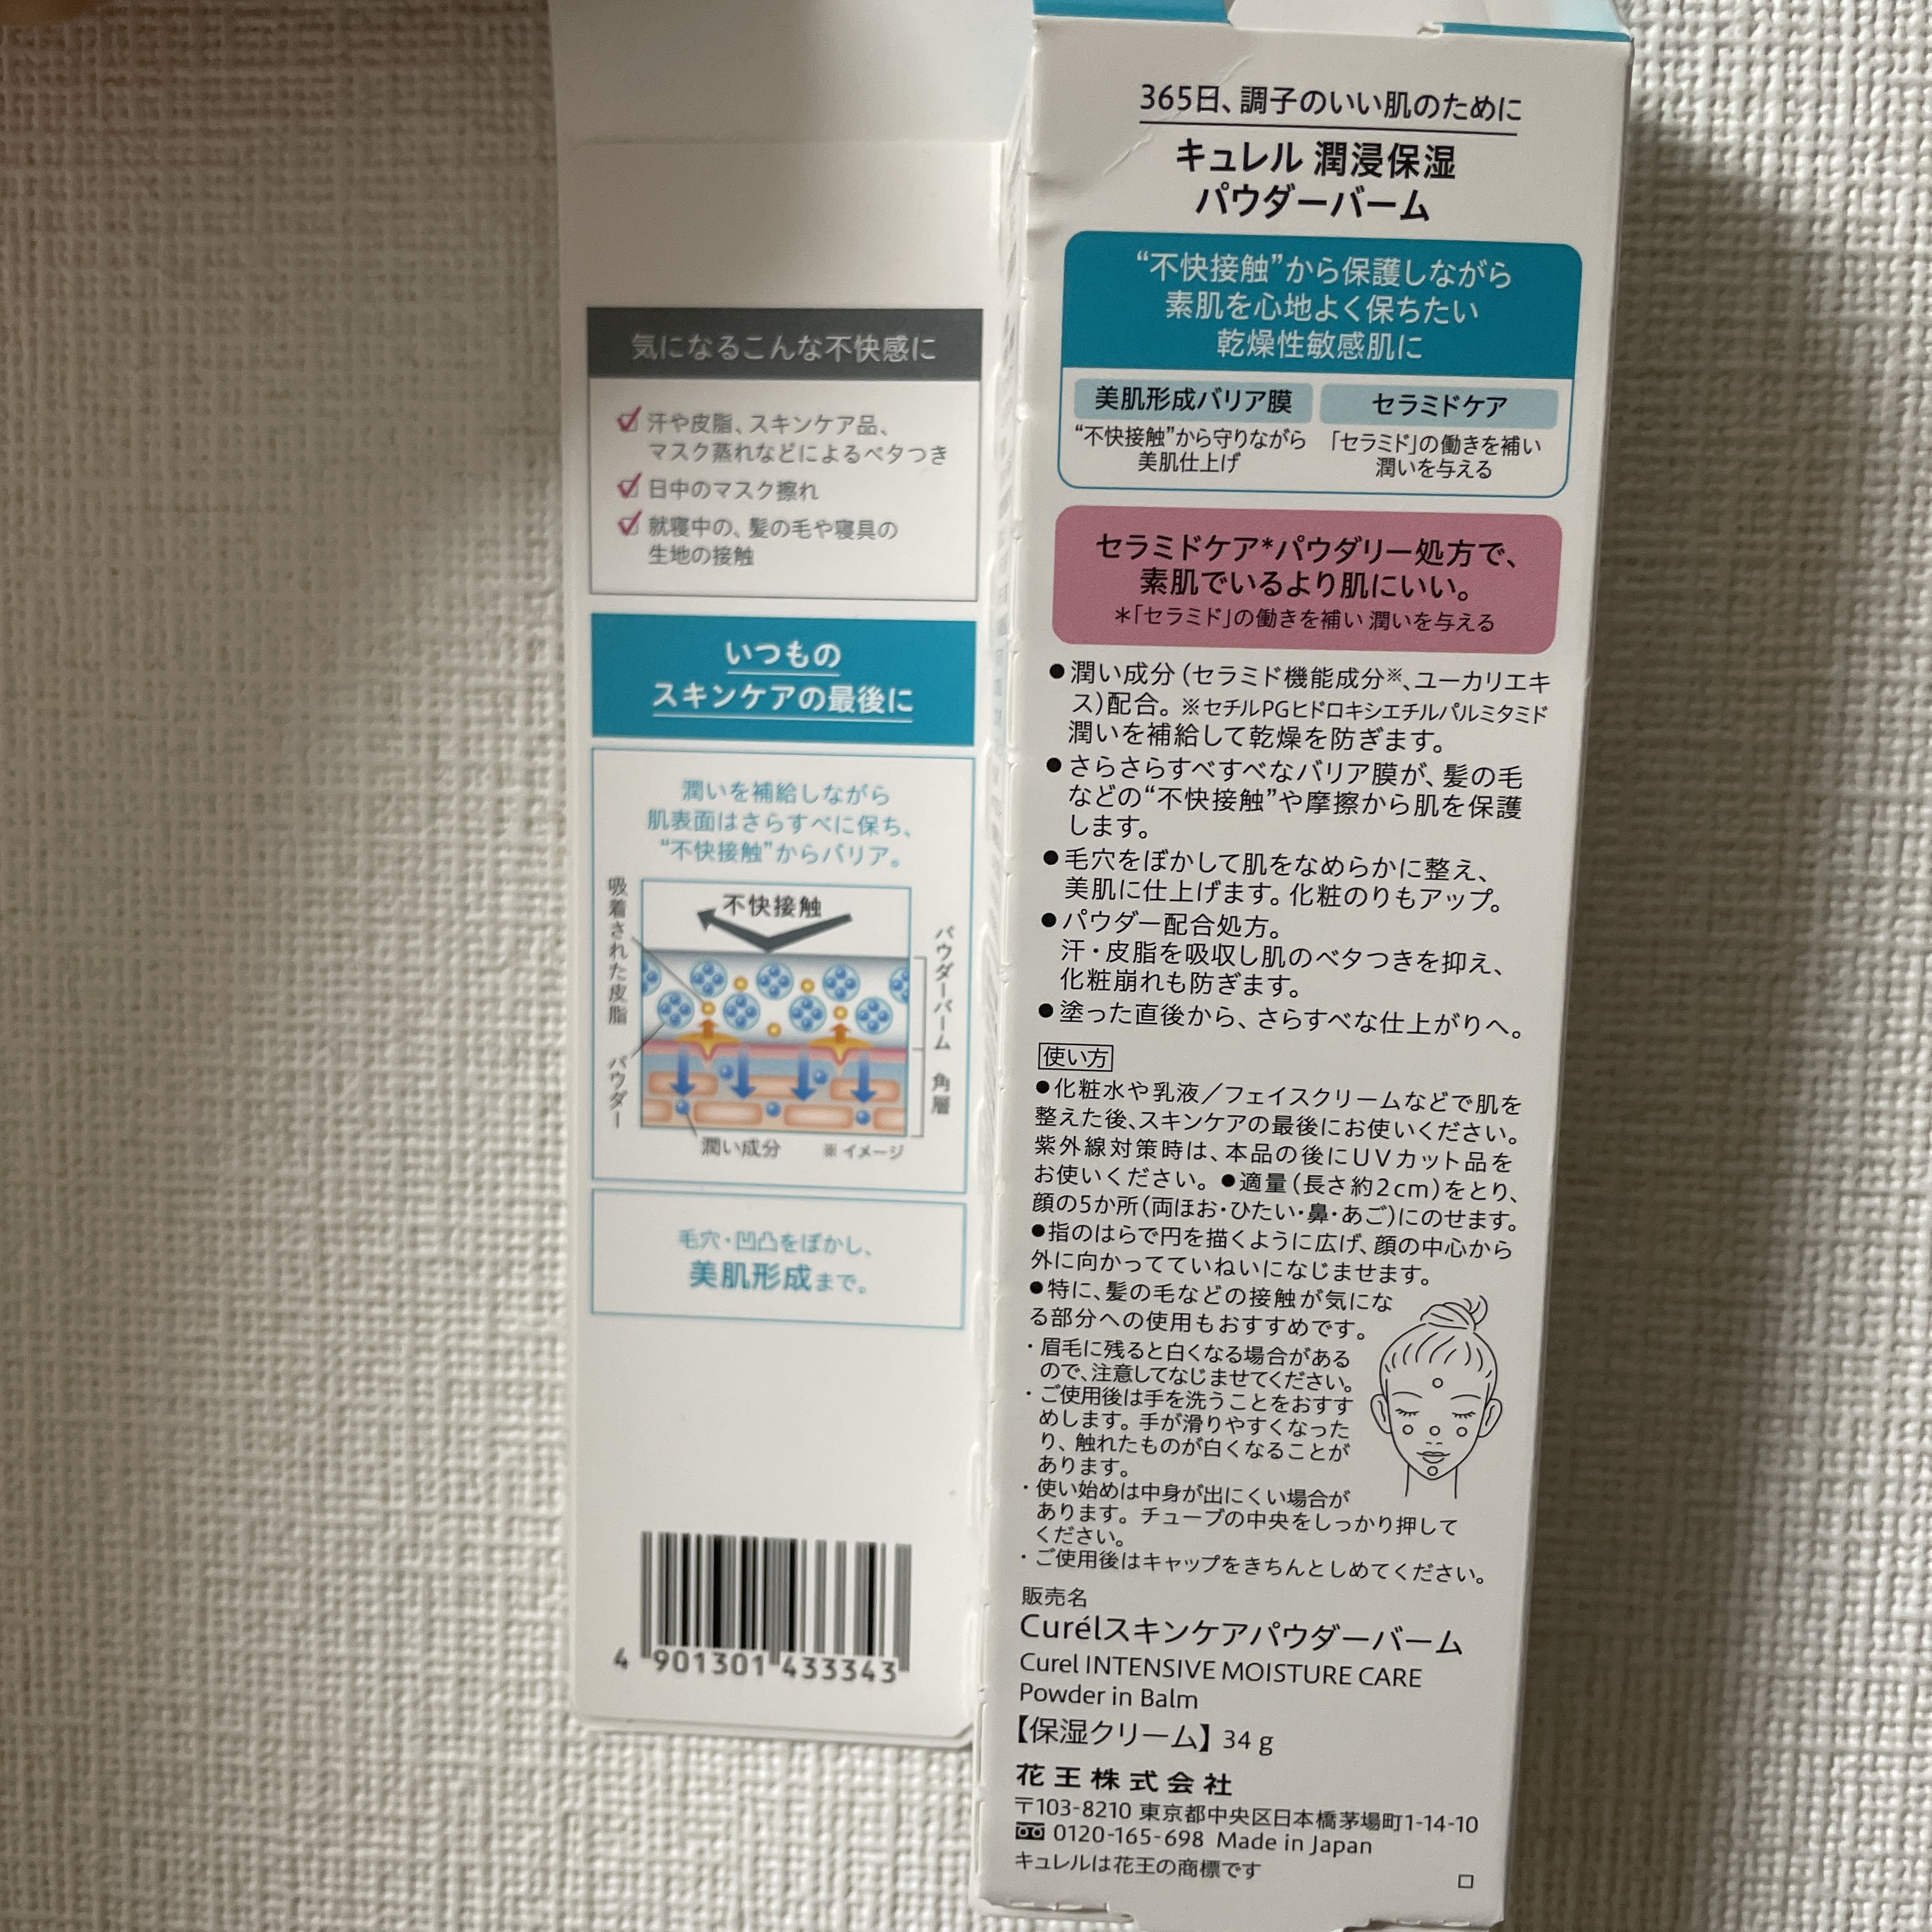 気になるこんな不快感に
汗や皮脂、スキンケア品、
マスク蒸れなどによるベタつき
日中のマスク擦れ
就寝中の、髪の毛や寝具の
生地の接触
いつもの
スキンケアの最後に
潤いを補給しながら
肌表面はさらすべに保ち、
“不快接触”からバリア。
不快接触
吸着された皮脂
パウダー
パウダーバーム
角層
潤い成分
※イメージ
毛穴・凹凸をぼかし、
美肌形成まで。
4 901301 433343
365日、調子のいい肌のために
キュレル 潤浸保湿
パウダーバーム
“不快接触”から保護しながら
素肌を心地よく保ちたい
乾燥性敏感肌に
美肌形成バリア膜
“不快接触”から守りながら
美肌仕上げ
セラミドケア
「セラミド」の働きを補い
潤いを与える
セラミドケア*パウダリー処方で、
素肌でいるより肌にいい。
*「セラミド」の働きを補い 潤いを与える
●潤い成分(セラミド機能成分※、ユーカリエキ
ス)配合。※セチルPGヒドロキシエチルパルミタミド
潤いを補給して乾燥を防ぎます。
●さらさらすべすべなバリア膜が、髪の毛
などの“不快接触”や摩擦から肌を保護
します。
●毛穴をぼかして肌をなめらかに整え、
美肌に仕上げます。化粧のりもアップ。
●パウダー配合処方。
汗・皮脂を吸収し肌のベタつきを抑え、
化粧崩れも防ぎます。
●塗った直後から、さらすべな仕上がりへ。
使い方
●化粧水や乳液／フェイスクリームなどで肌を
整えた後、スキンケアの最後にお使いください。
紫外線対策時は、本品の後にUVカット品を
お使いください。●適量(長さ約2cm)をとり、
顔の5か所(両ほお・ひたい・鼻・あご)にのせます。
●指のはらで円を描くように広げ、顔の中心から
外に向かってていねいになじませます。
●特に、髪の毛などの接触が気にな
る部分への使用もおすすめです。
・眉毛に残ると白くなる場合がある
ので、注意してなじませてください。
・ご使用後は手を洗うことをおすす
めします。手が滑りやすくなった
り、触れたものが白くなることが
あります。
・使い始めは中身が出にくい場合が
あります。チューブの中央をしっかり押して
ください。
・ご使用後はキャップをきちんとしめてください。
販売名
Curélスキンケアパウダーバーム
Curel INTENSIVE MOISTURE CARE
Powder in Balm
【保湿クリーム】34 g
花王株式会社
〒103-8210 東京都中央区日本橋茅場町1-14-10
0120-165-698 Made in Japan
キュレルは花王の商標です